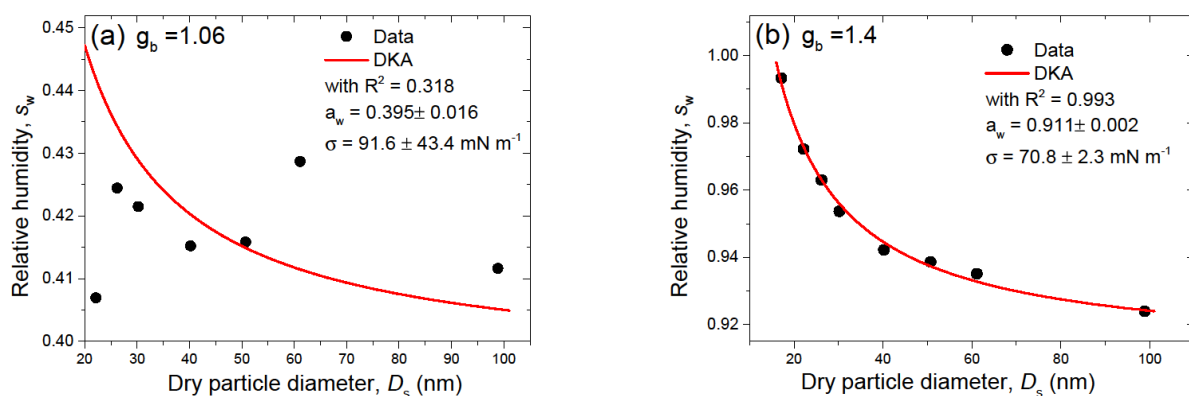 (a) g_b =1.06
Data
DKA
with R² = 0.318
a_w = 0.395± 0.016
σ = 91.6 ± 43.4 mN m⁻¹
Relative humidity, s_w
0.45
0.44
0.43
0.42
0.41
0.40
20 30 40 50 60 70 80 90 100
Dry particle diameter, D_s (nm)
(b) g_b =1.4
Data
DKA
with R² = 0.993
a_w = 0.911± 0.002
σ = 70.8 ± 2.3 mN m⁻¹
Relative humidity, s_w
1.00
0.98
0.96
0.94
0.92
20 40 60 80 100
Dry particle diameter, D_s (nm)